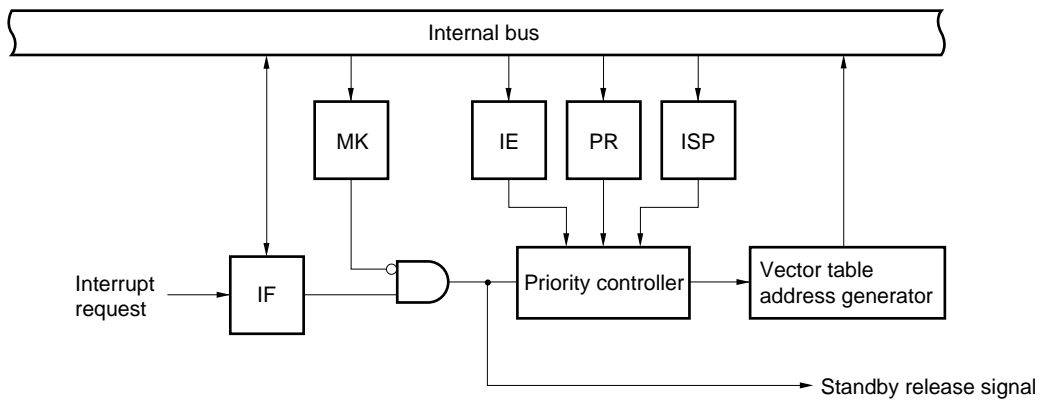 Internal bus
MK
IE
PR
ISP
Interrupt
request
IF
Priority controller
Vector table
address generator
Standby release signal